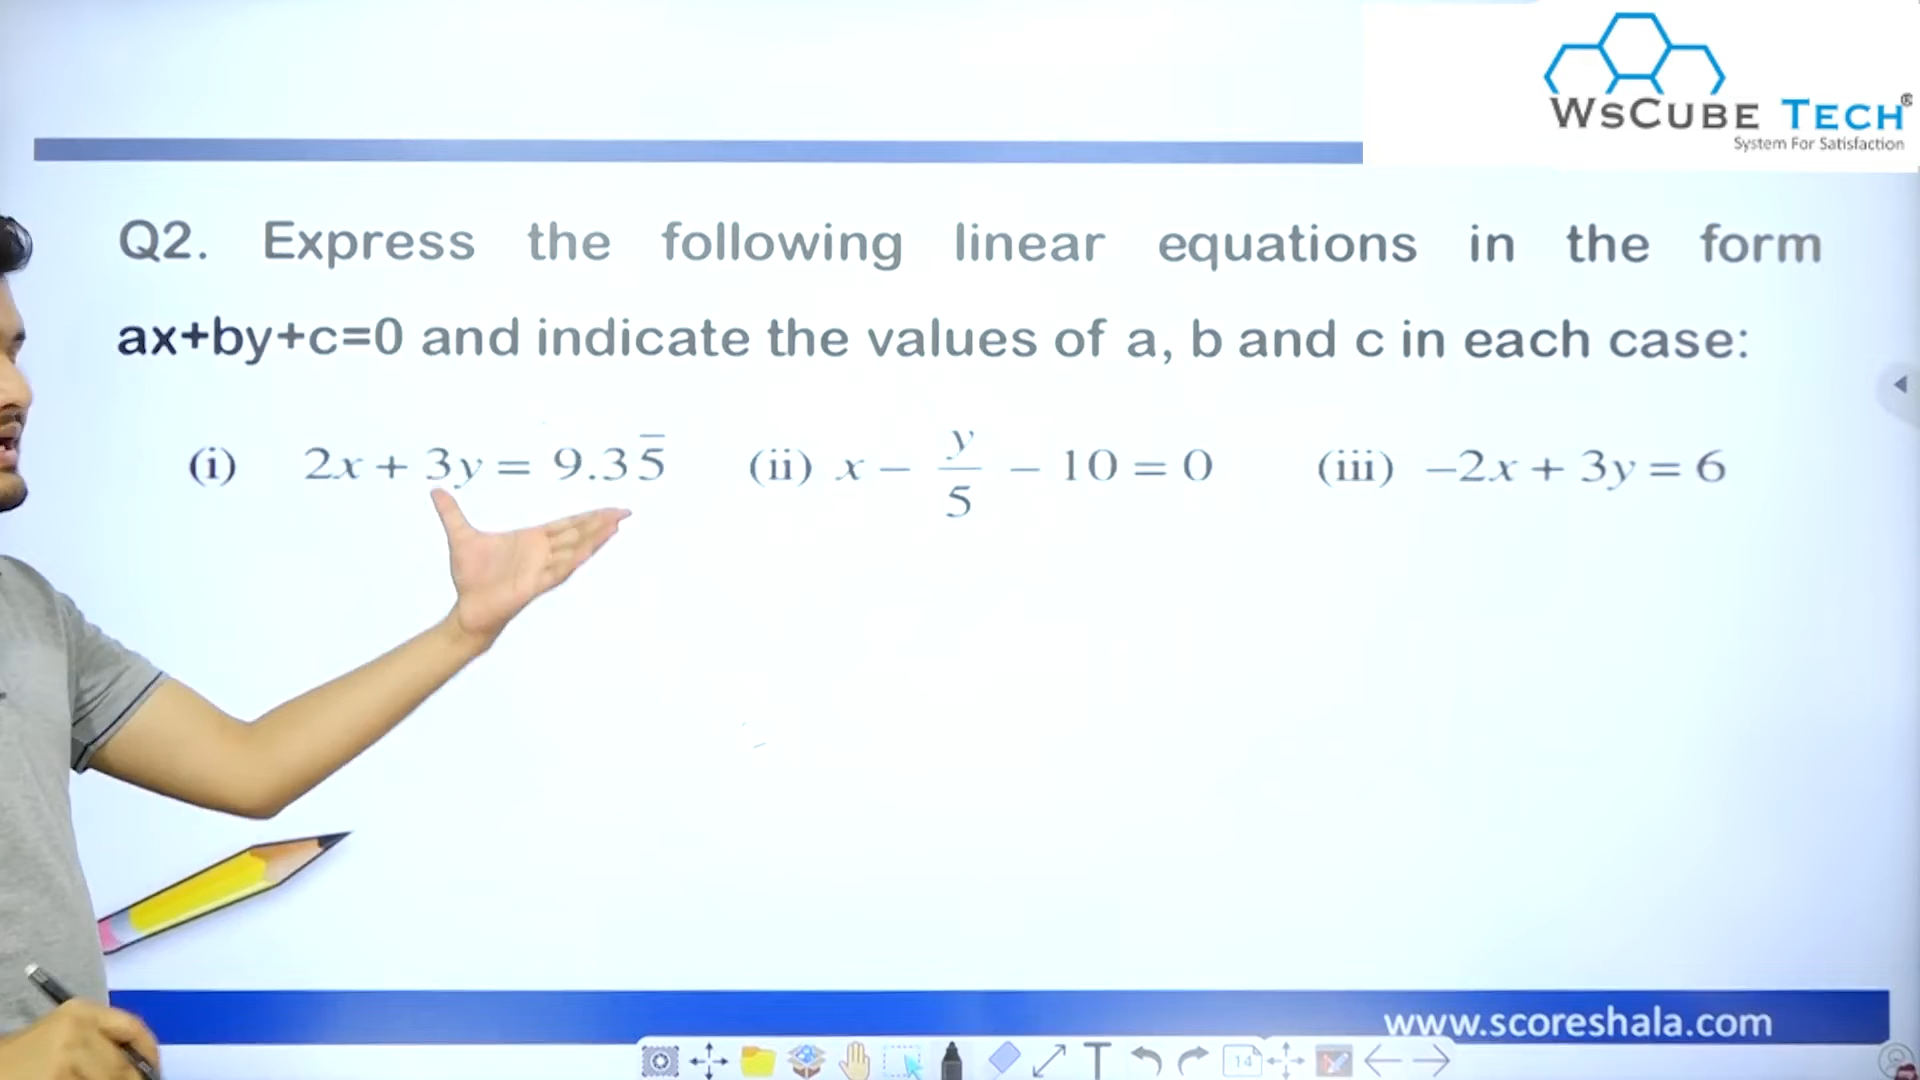 WSCUBE TECH®
System For Satisfaction
Q2. Express the following linear equations in the form
ax+by+c=0 and indicate the values of a, b and c in each case:
(i) 2x + 3y = 9.35̅ (ii) x − y/5 − 10 = 0 (iii) −2x + 3y = 6
www.scoreshala.com
T
14